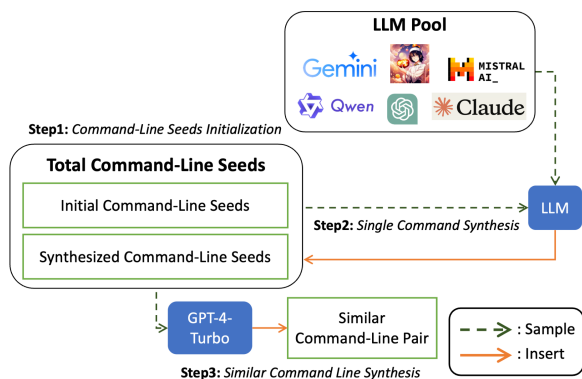 LLM Pool
Gemini
MISTRAL
AI_
Qwen
Claude
Step1: Command-Line Seeds Initialization
Total Command-Line Seeds
Initial Command-Line Seeds
Synthesized Command-Line Seeds
LLM
Step2: Single Command Synthesis
GPT-4-
Turbo
Similar
Command-Line Pair
: Sample
: Insert
Step3: Similar Command Line Synthesis